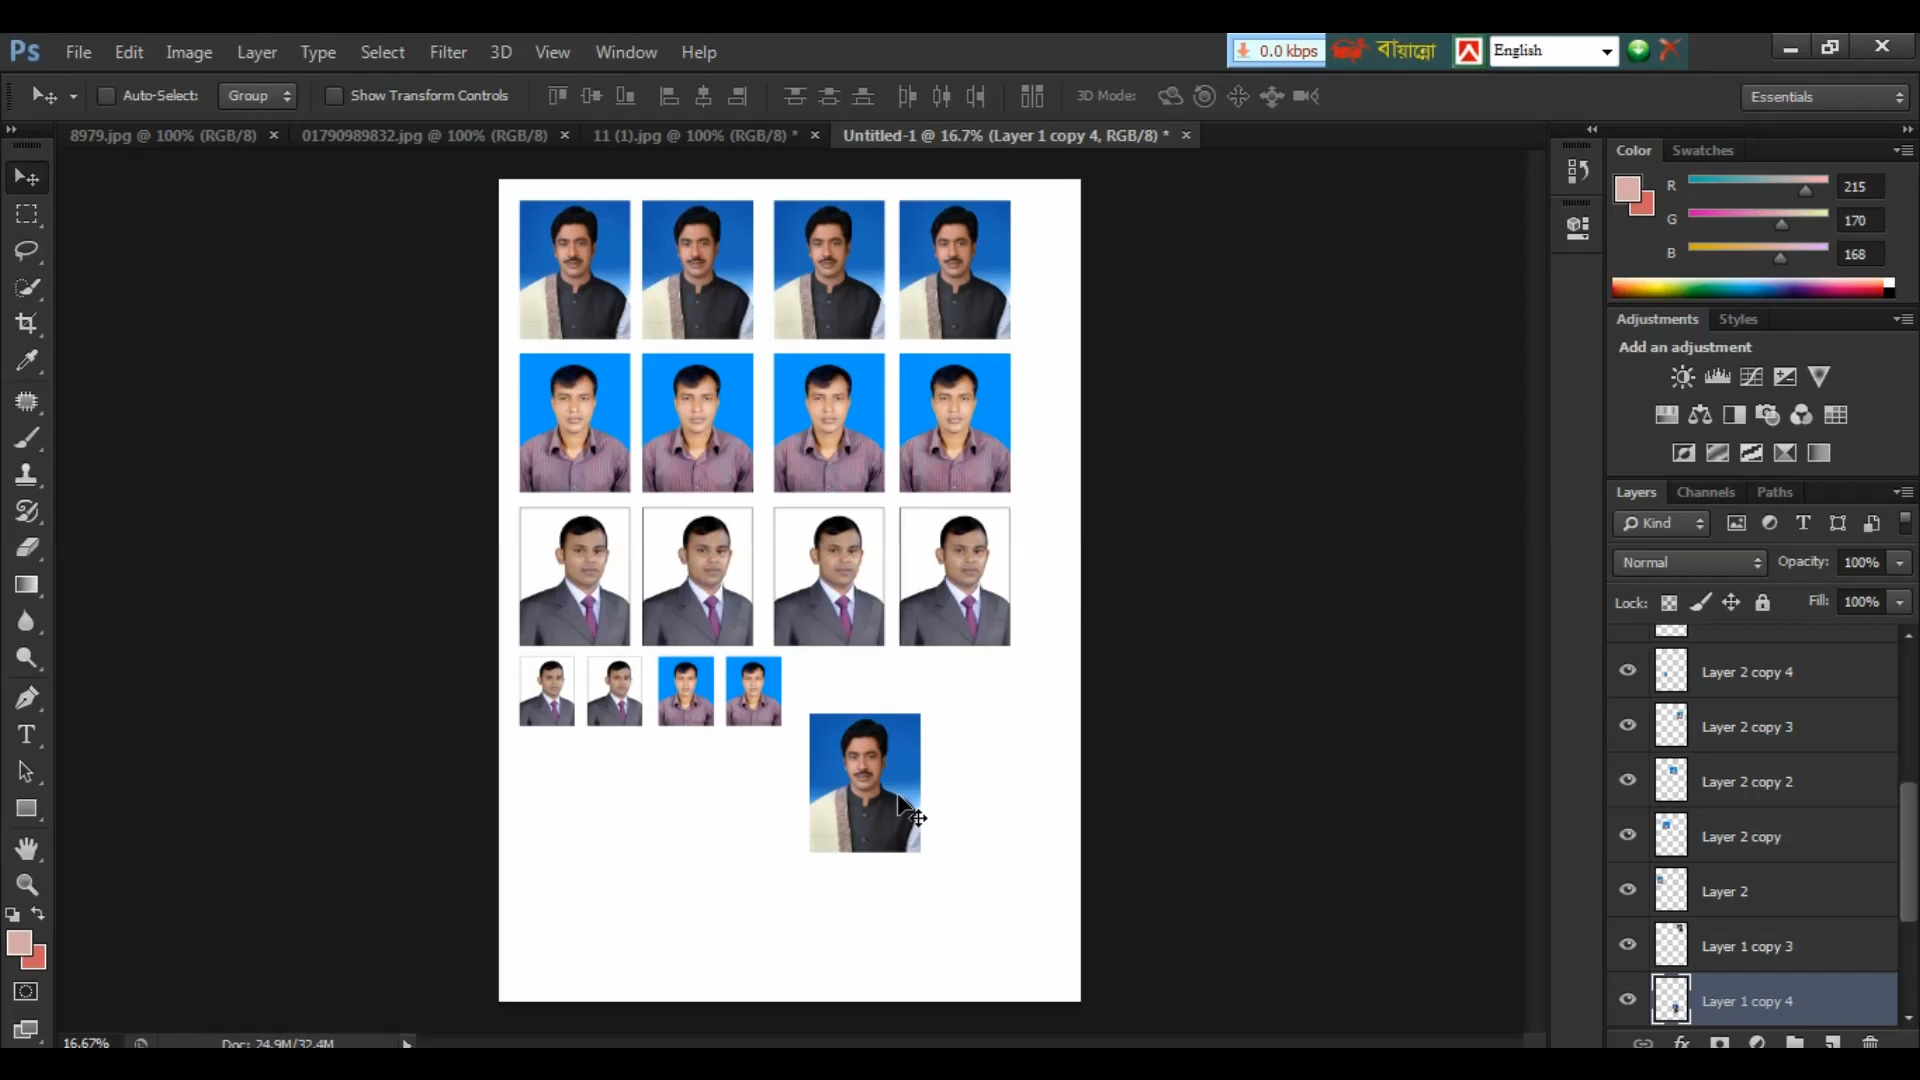 Ps File Edit Image Layer Type Select Filter 3D View Window Help
0.0 kbps বায়ান্নো English
Auto-Select: Group Show Transform Controls 3D Mode: Essentials
8979.jpg @ 100% (RGB/8) × 01790989832.jpg @ 100% (RGB/8) × 11 (1).jpg @ 100% (RGB/8) * × Untitled-1 @ 16.7% (Layer 1 copy 4, RGB/8) * ×
Color Swatches
R 215
G 170
B 168
Adjustments Styles
Add an adjustment
Layers Channels Paths
Kind
Normal Opacity: 100%
Lock: Fill: 100%
Layer 2 copy 4
Layer 2 copy 3
Layer 2 copy 2
Layer 2 copy
Layer 2
Layer 1 copy 3
Layer 1 copy 4
16.67% Doc: 24.9M/32.4M